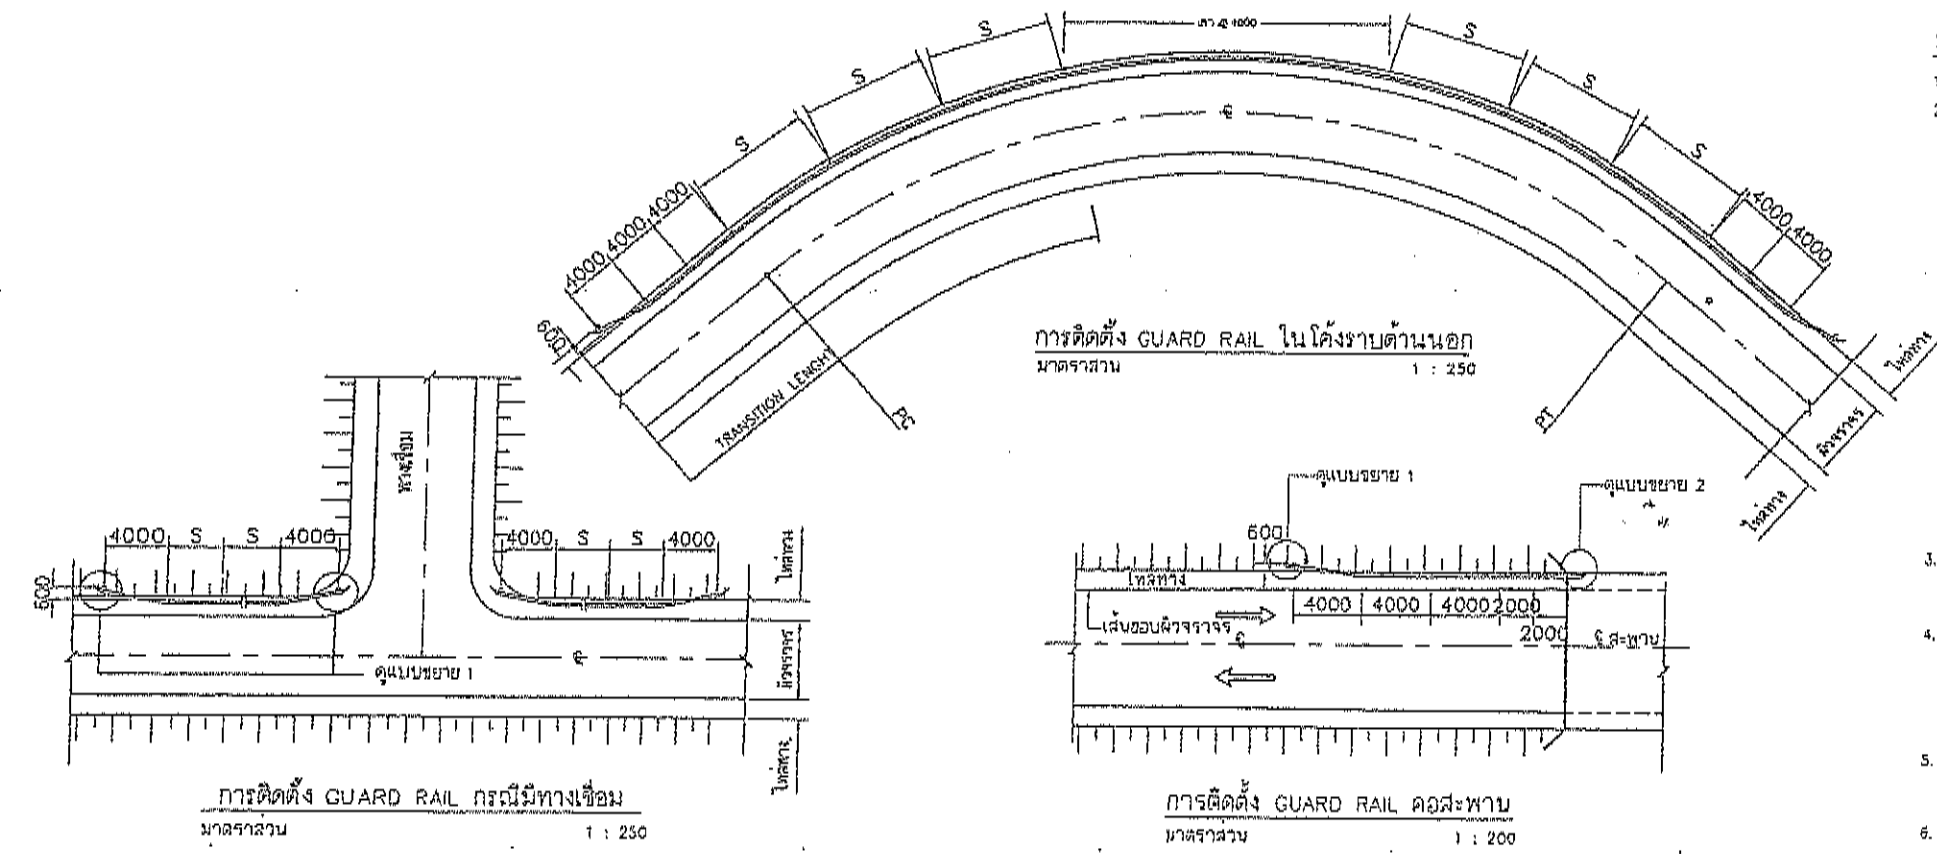 S
S
S
S
S
S
S
4000
4000
4000
4000
4000
600
TRANSITION LENGHT
PC
PT
ไหล่ทาง
ผิวจราจร
ไหล่ทาง
การติดตั้ง GUARD RAIL ในโค้งราบด้านนอก
มาตราส่วน 1 : 250
ทางเชื่อม
4000 S S 4000
4000 S S 4000
600
ไหล่ทาง
ผิวจราจร
ไหล่ทาง
ดูแบบขยาย 1
การติดตั้ง GUARD RAIL กรณีมีทางเชื่อม
มาตราส่วน 1 : 250
ดูแบบขยาย 1
ดูแบบขยาย 2
600
ไหล่ทาง
4000 4000 4000 2000
2000
เส้นขอบผิวจราจร
สะพาน
การติดตั้ง GUARD RAIL คอสะพาน
มาตราส่วน 1 : 200
3.
4.
5.
6.